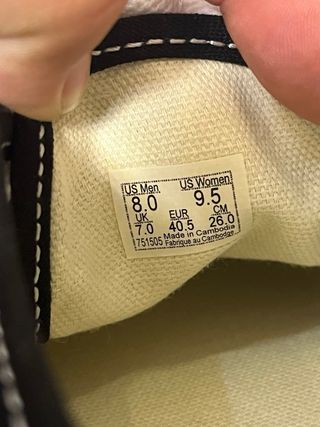 US Men US Women
8.0 9.5
UK EUR CM
7.0 40.5 26.0
751505 Made in Cambodia
Fabrique au Cambodge